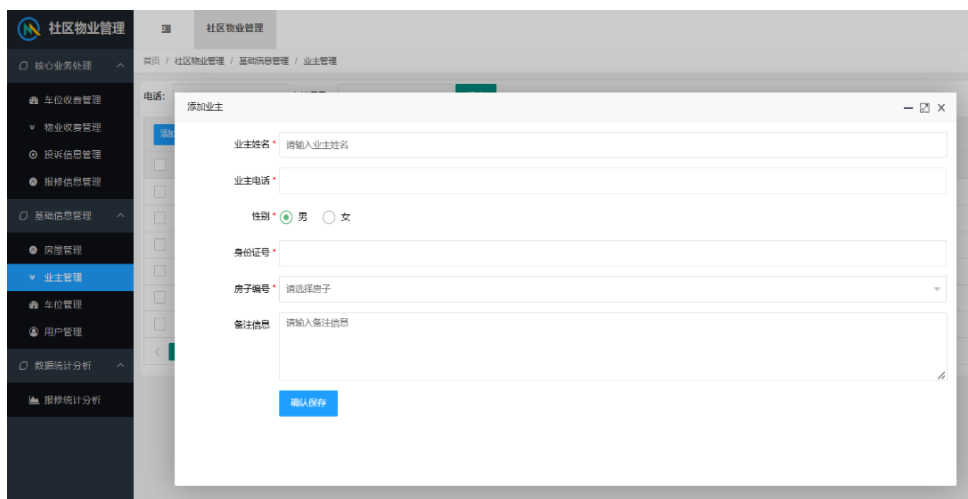 社区物业管理
社区物业管理
核心业务处理
车位收费管理
物业收费管理
投诉信息管理
报修信息管理
基础信息管理
房屋管理
业主管理
车位管理
用户管理
数据统计分析
报修统计分析
首页 / 社区物业管理 / 基础信息管理 / 业主管理
电话:
添加
添加业主
业主姓名 * 请输入业主姓名
业主电话 *
性别 * 男 女
身份证号 *
房子编号 * 请选择房子
备注信息 请输入备注信息
确认保存